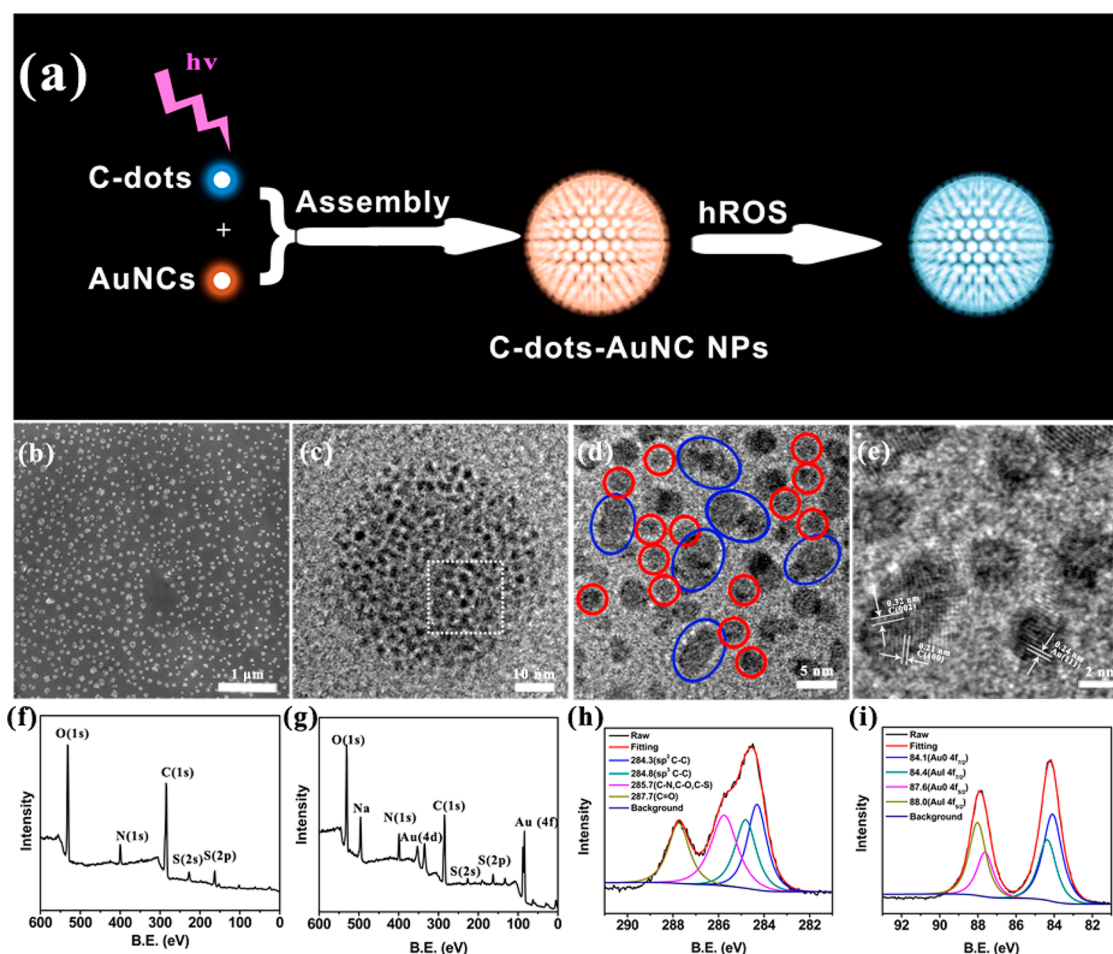 (a)
hν
C-dots
+
AuNCs
Assembly
hROS
C-dots-AuNC NPs
(b)
1 μm
(c)
10 nm
(d)
5 nm
(e)
0.32 nm
C(002)
0.21 nm
C(100)
0.24 nm
Au(111)
2 nm
(f)
O(1s)
C(1s)
N(1s)
S(2s)
S(2p)
Intensity
600 500 400 300 200 100 0
B.E. (eV)
(g)
O(1s)
Na
N(1s)
Au(4d)
C(1s)
S(2s)
S(2p)
Au (4f)
Intensity
600 500 400 300 200 100 0
B.E. (eV)
(h)
Raw
Fitting
284.3(sp² C-C)
284.8(sp³ C-C)
285.7(C-N,C-O,C-S)
287.7(C=O)
Background
Intensity
290 288 286 284 282
B.E. (eV)
(i)
Raw
Fitting
84.1(Au0 4f7/2)
84.4(AuI 4f7/2)
87.6(Au0 4f5/2)
88.0(AuI 4f5/2)
Background
Intensity
92 90 88 86 84 82
B.E. (eV)